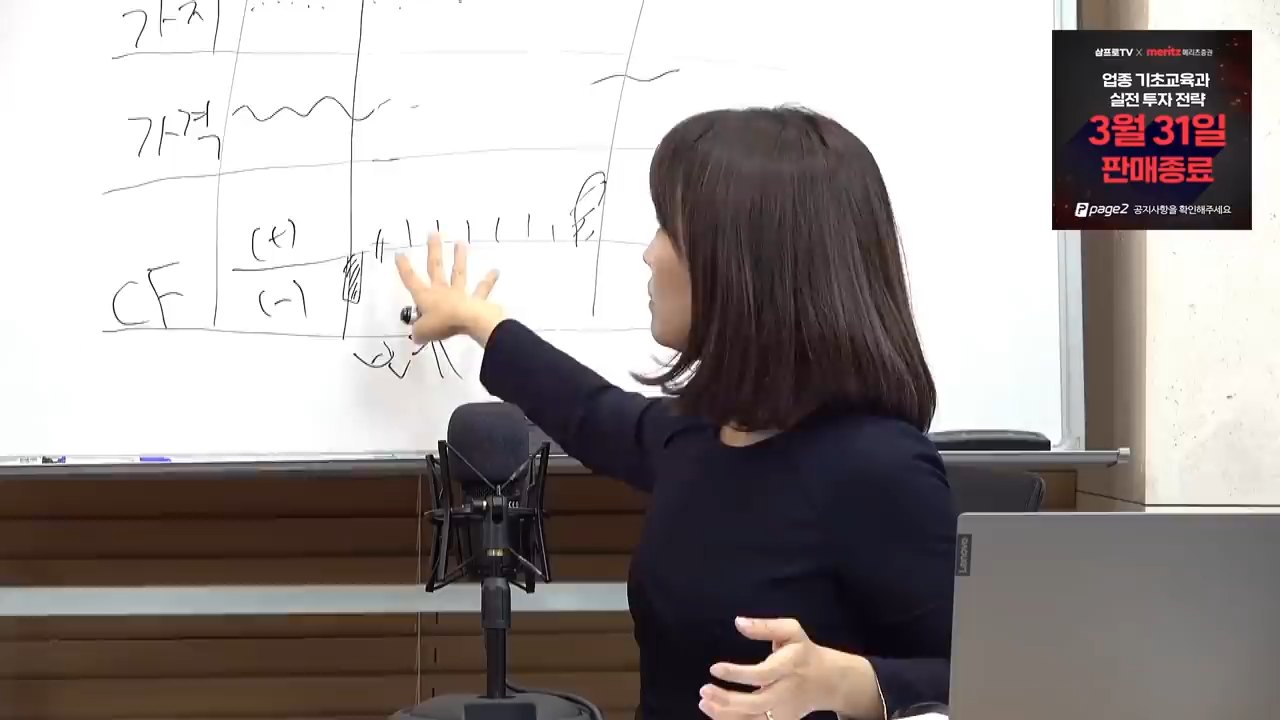 가치
가격
CF
(+)
(-)
삼프로TV × meritz 메리츠증권
업종 기초교육과
실전 투자 전략
3월 31일
판매종료
page2 공지사항을 확인해주세요
Lenovo